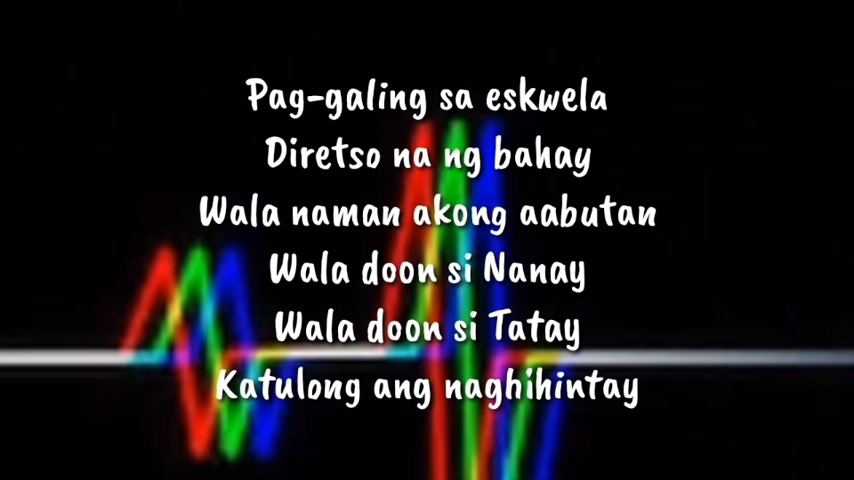 Pag-galing sa eskwela
Diretso na ng bahay
Wala naman akong aabutan
Wala doon si Nanay
Wala doon si Tatay
Katulong ang naghihintay